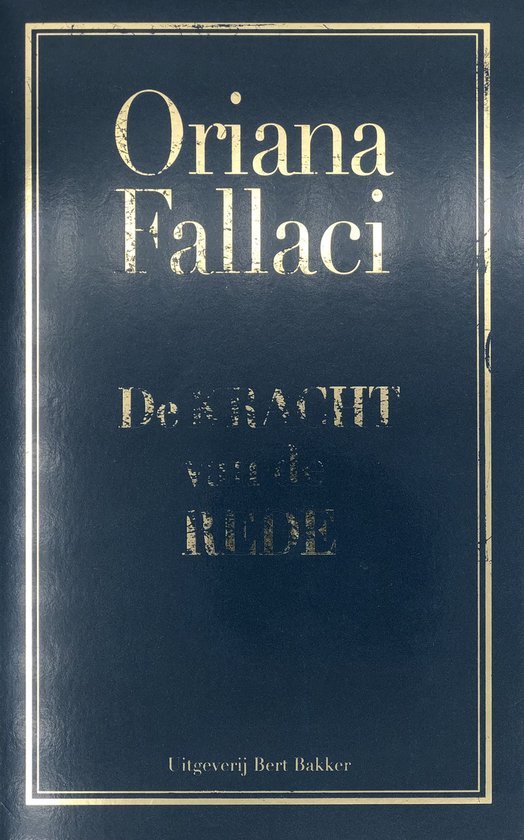 Oriana
Fallaci
De KRACHT
van de
REDE
Uitgeverij Bert Bakker